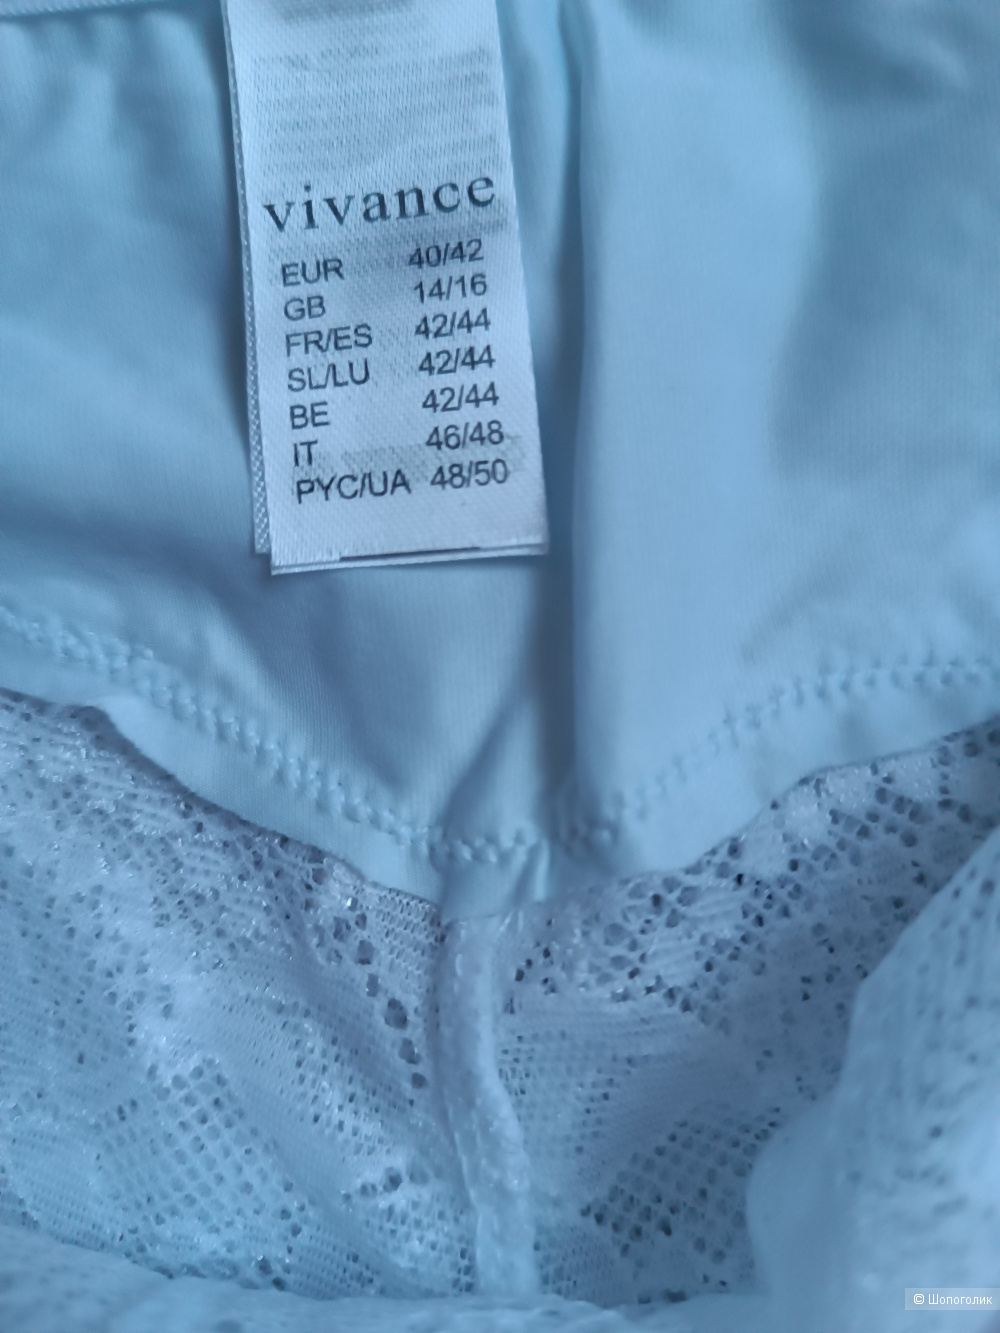 vivance
EUR 40/42
GB 14/16
FR/ES 42/44
SL/LU 42/44
BE 42/44
IT 46/48
РУС/UA 48/50
© Шопоголик